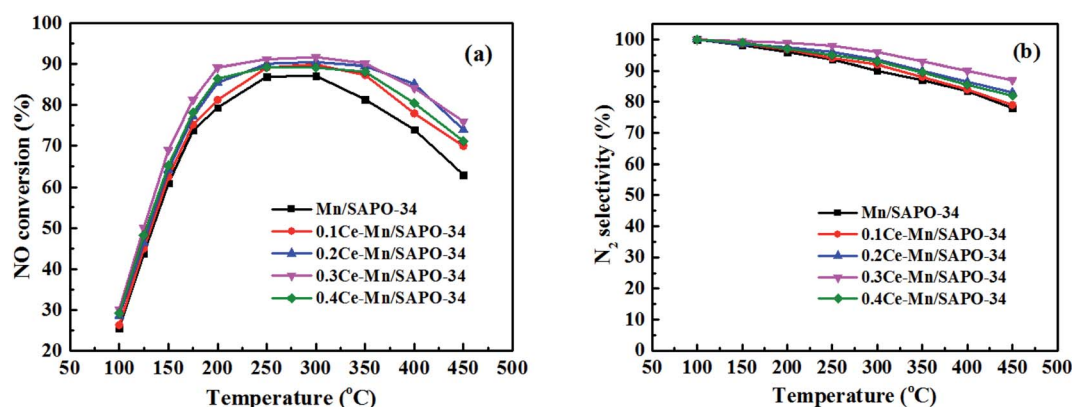 100
90
80
70
60
50
40
30
20
NO conversion (%)
(a)
Mn/SAPO-34
0.1Ce-Mn/SAPO-34
0.2Ce-Mn/SAPO-34
0.3Ce-Mn/SAPO-34
0.4Ce-Mn/SAPO-34
50 100 150 200 250 300 350 400 450 500
Temperature (°C)
100
90
80
70
60
50
40
30
20
10
0
N₂ selectivity (%)
(b)
Mn/SAPO-34
0.1Ce-Mn/SAPO-34
0.2Ce-Mn/SAPO-34
0.3Ce-Mn/SAPO-34
0.4Ce-Mn/SAPO-34
50 100 150 200 250 300 350 400 450 500
Temperature (°C)